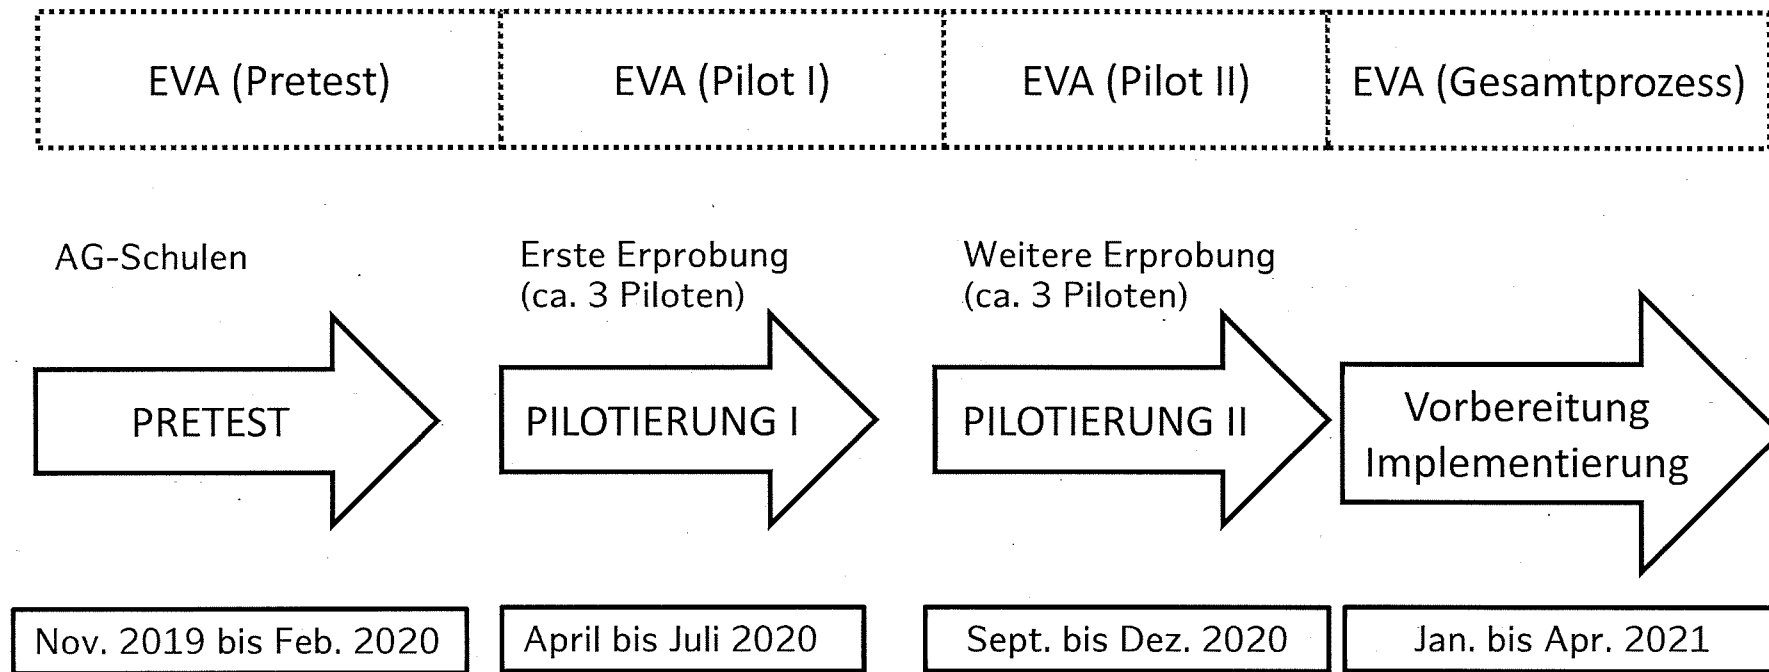 EVA (Pretest)
EVA (Pilot I)
EVA (Pilot II)
EVA (Gesamtprozess)
AG-Schulen
Erste Erprobung
(ca. 3 Piloten)
Weitere Erprobung
(ca. 3 Piloten)
PRETEST
PILOTIERUNG I
PILOTIERUNG II
Vorbereitung
Implementierung
Nov. 2019 bis Feb. 2020
April bis Juli 2020
Sept. bis Dez. 2020
Jan. bis Apr. 2021